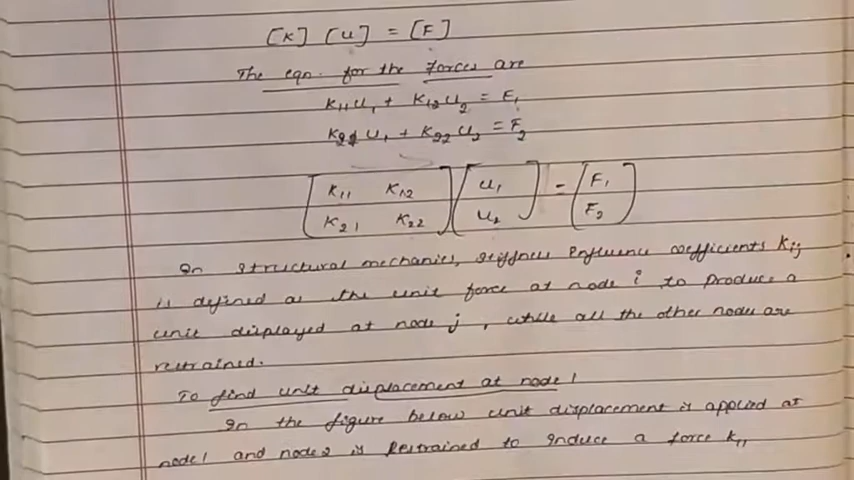 [K] [U] = [F]
The eqn. for the forces are
K11U1 + K12U2 = F1
K21U1 + K22U2 = F2
[K11 K12] [U1] = [F1]
[K21 K22] [U2] [F2]
In structural mechanics, stiffness influence coefficients Kij
is defined as the unit force at node i to produce a
unit displayed at node j, while all the other nodes are
restrained.
To find unit displacement at node 1
In the figure below unit displacement is applied at
node 1 and node 2 is restrained to induce a force K11